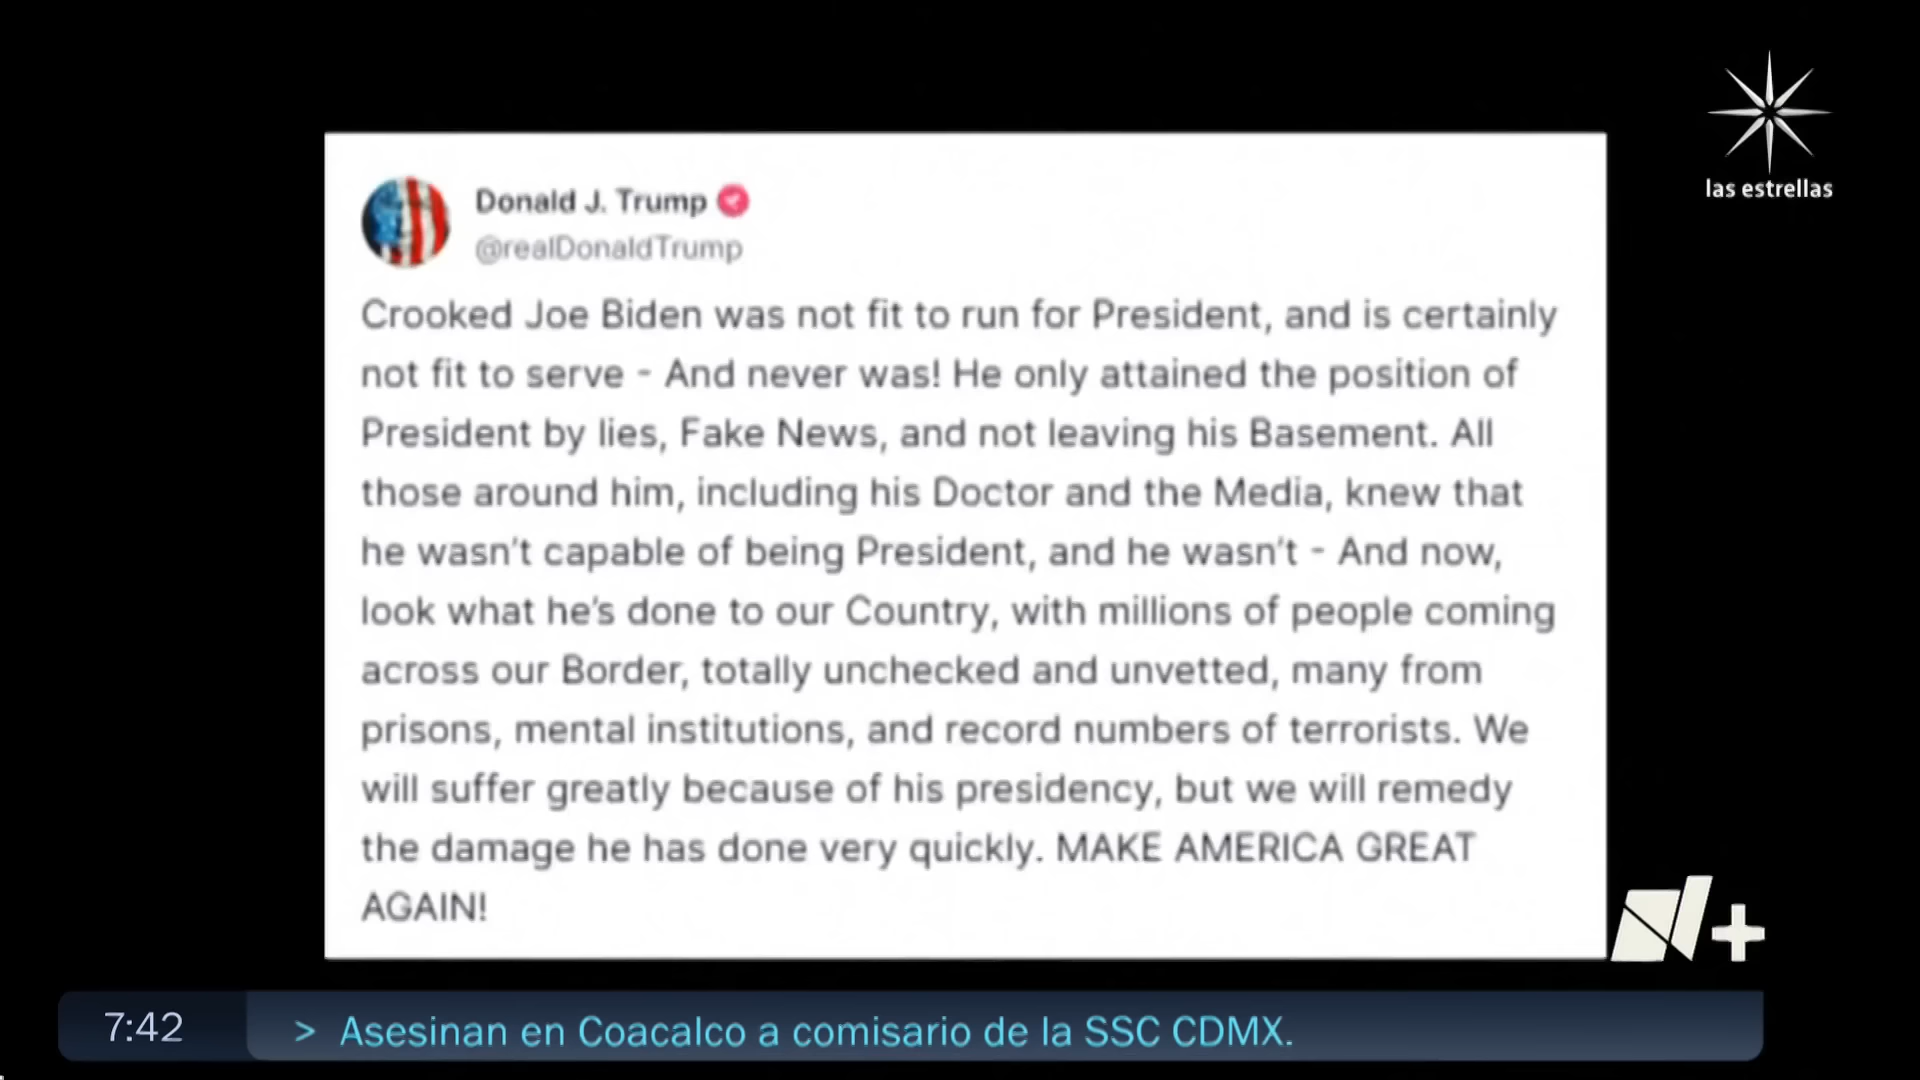 las estrellas
Donald J. Trump
@realDonaldTrump
Crooked Joe Biden was not fit to run for President, and is certainly
not fit to serve - And never was! He only attained the position of
President by lies, Fake News, and not leaving his Basement. All
those around him, including his Doctor and the Media, knew that
he wasn't capable of being President, and he wasn't - And now,
look what he's done to our Country, with millions of people coming
across our Border, totally unchecked and unvetted, many from
prisons, mental institutions, and record numbers of terrorists. We
will suffer greatly because of his presidency, but we will remedy
the damage he has done very quickly. MAKE AMERICA GREAT
AGAIN!
N+
7:42
> Asesinan en Coacalco a comisario de la SSC CDMX.